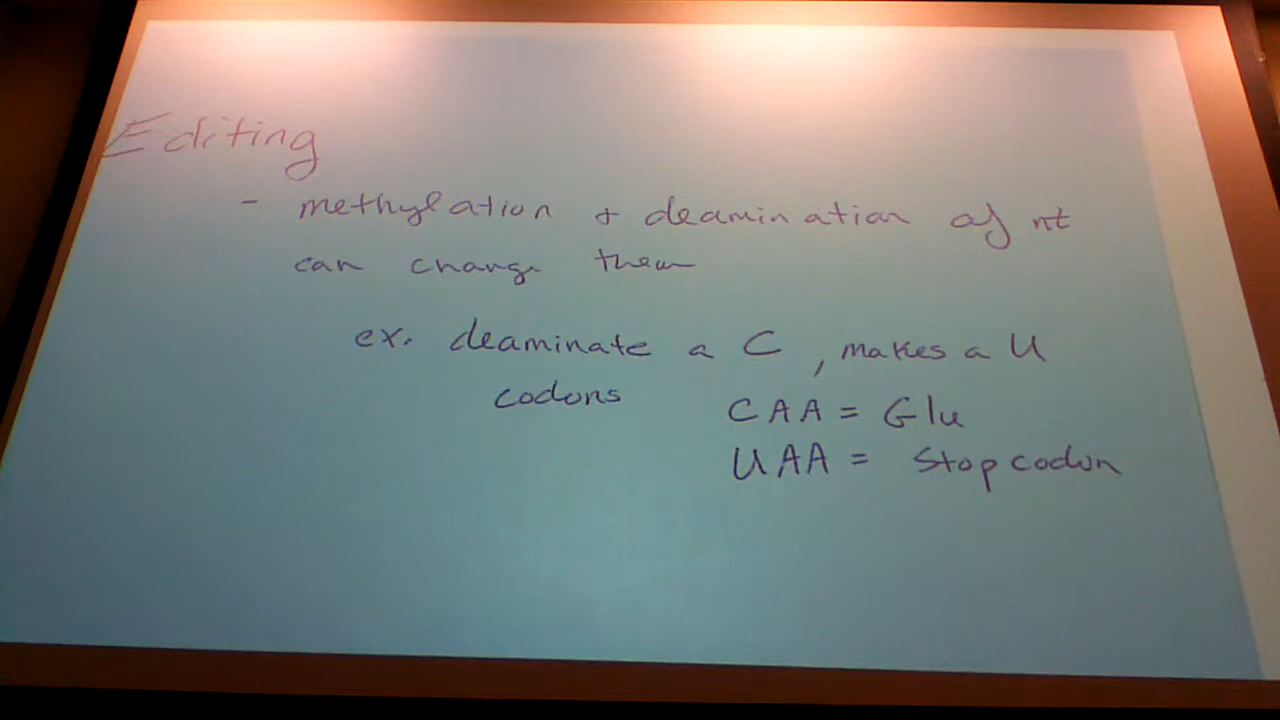 Editing
- methylation + deamination of nt
can change them
ex. deaminate a C, makes a U
codons CAA = Glu
UAA = Stop codon